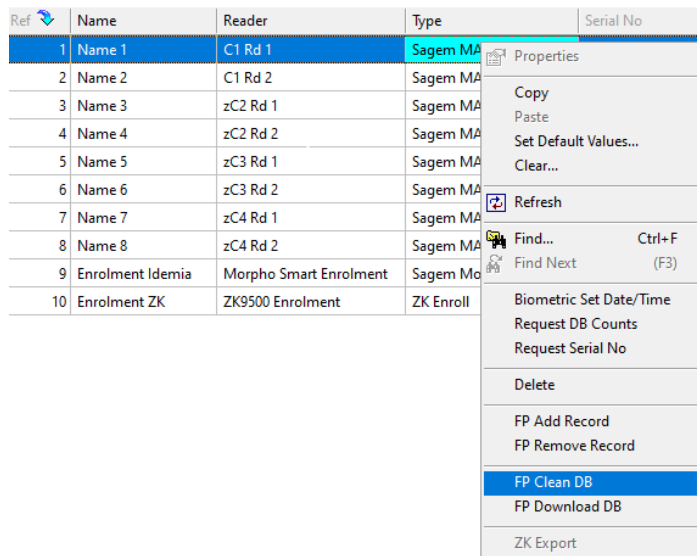 Ref Name Reader Type Serial No
1 Name 1 C1 Rd 1 Sagem MA
2 Name 2 C1 Rd 2 Sagem MA
3 Name 3 zC2 Rd 1 Sagem MA
4 Name 4 zC2 Rd 2 Sagem MA
5 Name 5 zC3 Rd 1 Sagem MA
6 Name 6 zC3 Rd 2 Sagem MA
7 Name 7 zC4 Rd 1 Sagem MA
8 Name 8 zC4 Rd 2 Sagem MA
9 Enrolment Idemia Morpho Smart Enrolment Sagem Mo
10 Enrolment ZK ZK9500 Enrolment ZK Enroll
Properties
Copy
Paste
Set Default Values...
Clear...
Refresh
Find... Ctrl+F
Find Next (F3)
Biometric Set Date/Time
Request DB Counts
Request Serial No
Delete
FP Add Record
FP Remove Record
FP Clean DB
FP Download DB
ZK Export